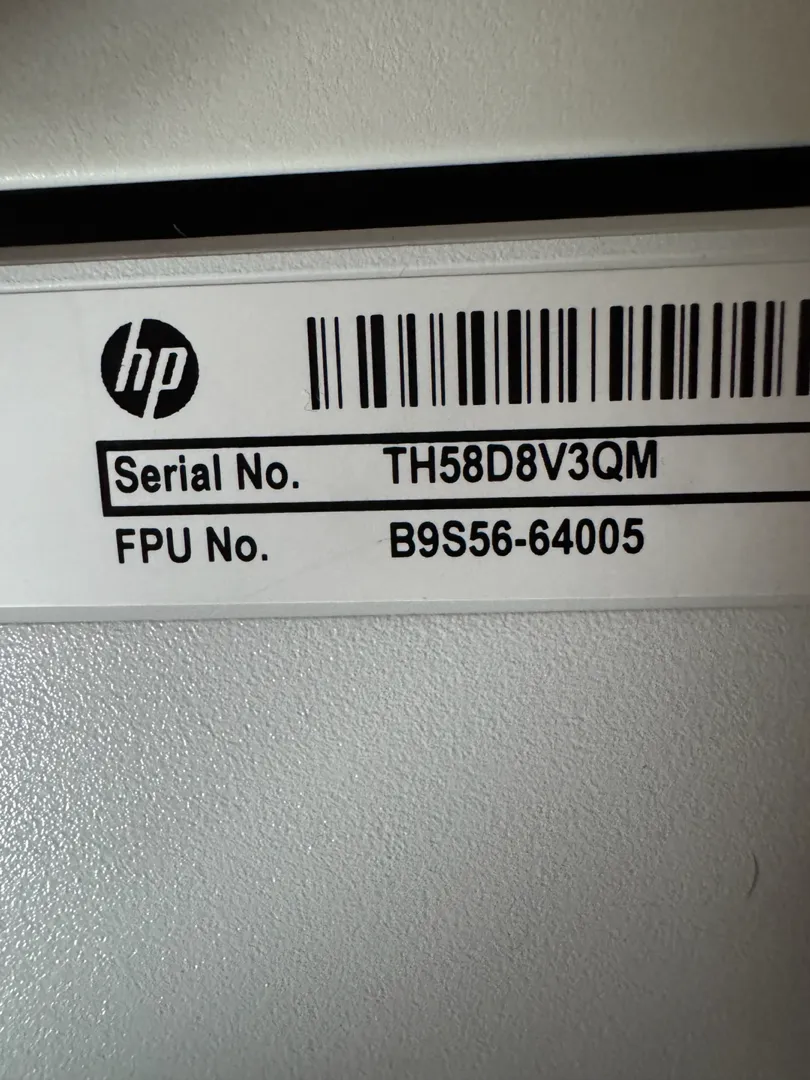 hp
Serial No. TH58D8V3QM
FPU No. B9S56-64005